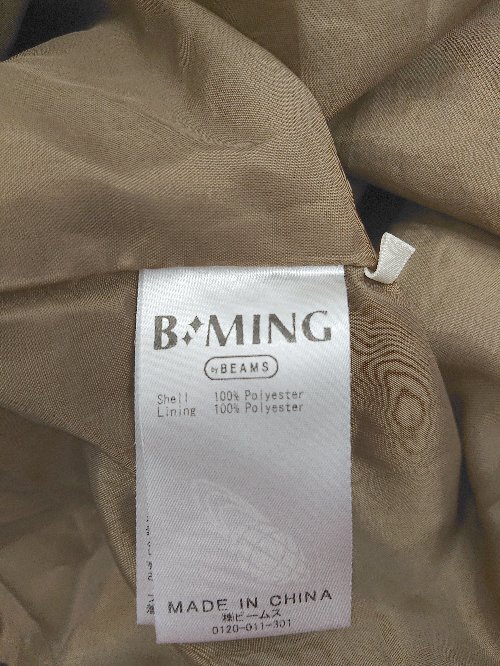 B MING
by BEAMS
Shell 100% Polyester
Lining 100% Polyester
MADE IN CHINA
㈱ビームス
0120-011-301